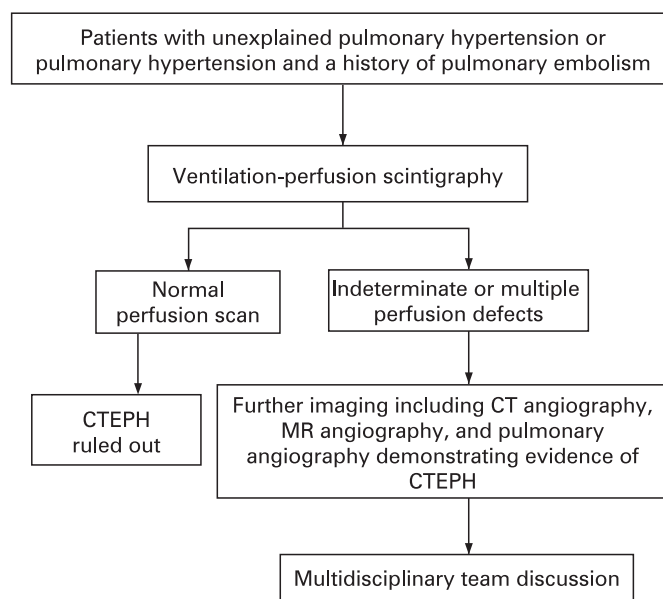 Patients with unexplained pulmonary hypertension or
pulmonary hypertension and a history of pulmonary embolism
Ventilation-perfusion scintigraphy
Normal
perfusion scan
Indeterminate or multiple
perfusion defects
CTEPH
ruled out
Further imaging including CT angiography,
MR angiography, and pulmonary
angiography demonstrating evidence of
CTEPH
Multidisciplinary team discussion